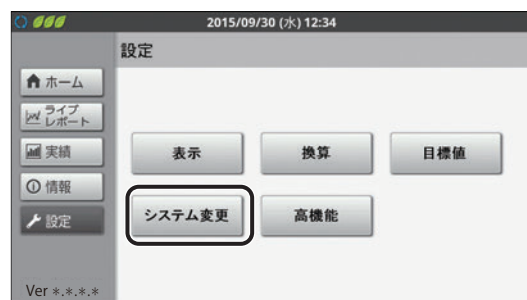 2015/09/30 (水) 12:34
設定
ホーム
ライブ
レポート
実績
情報
設定
表示
換算
目標値
システム変更
高機能
Ver *.*.*.*